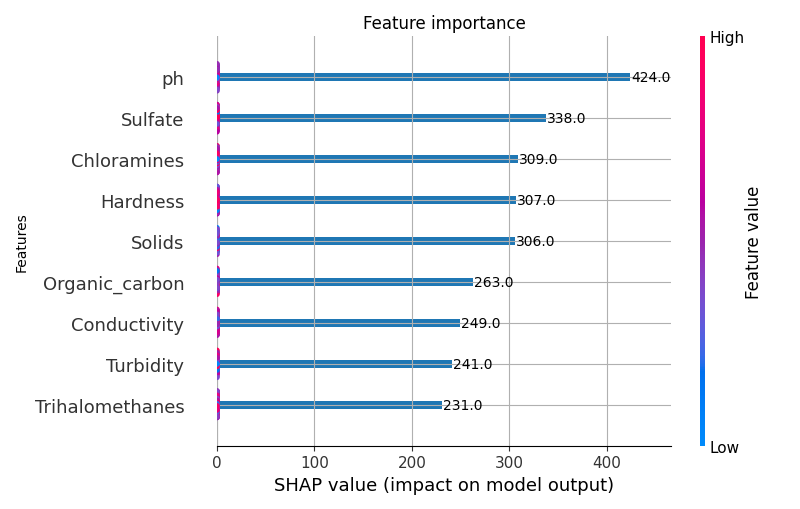 Feature importance
High
ph
424.0
Sulfate
338.0
Chloramines
309.0
Hardness
307.0
Solids
306.0
Organic_carbon
263.0
Conductivity
249.0
Turbidity
241.0
Trihalomethanes
231.0
Features
Feature value
Low
0 100 200 300 400
SHAP value (impact on model output)